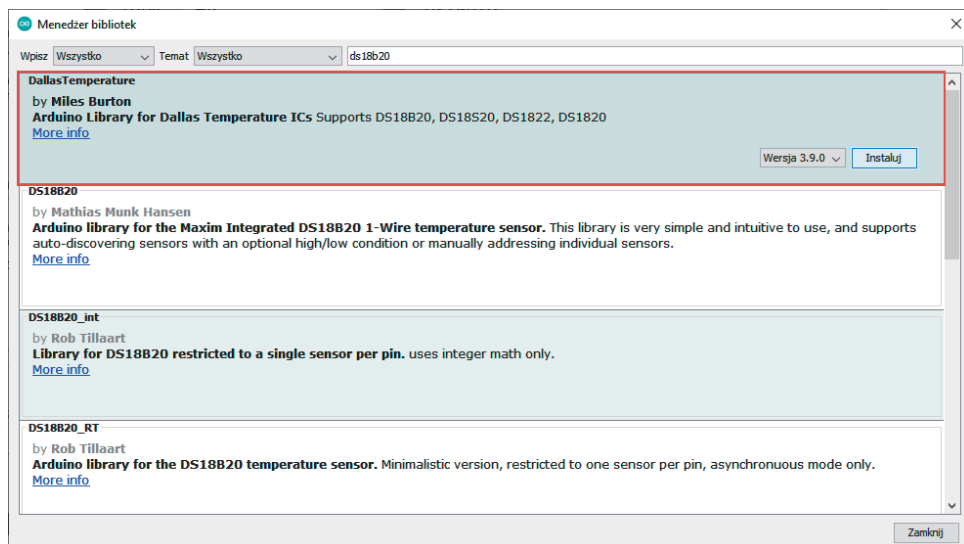 Menedżer bibliotek
Wpisz Wszystko Temat Wszystko ds18b20
DallasTemperature
by Miles Burton
Arduino Library for Dallas Temperature ICs Supports DS18B20, DS18S20, DS1822, DS1820
More info
Wersja 3.9.0 Instaluj
DS18B20
by Mathias Munk Hansen
Arduino library for the Maxim Integrated DS18B20 1-Wire temperature sensor. This library is very simple and intuitive to use, and supports
auto-discovering sensors with an optional high/low condition or manually addressing individual sensors.
More info
DS18B20_int
by Rob Tillaart
Library for DS18B20 restricted to a single sensor per pin. uses integer math only.
More info
DS18B20_RT
by Rob Tillaart
Arduino library for the DS18B20 temperature sensor. Minimalistic version, restricted to one sensor per pin, asynchronuous mode only.
More info
Zamknij